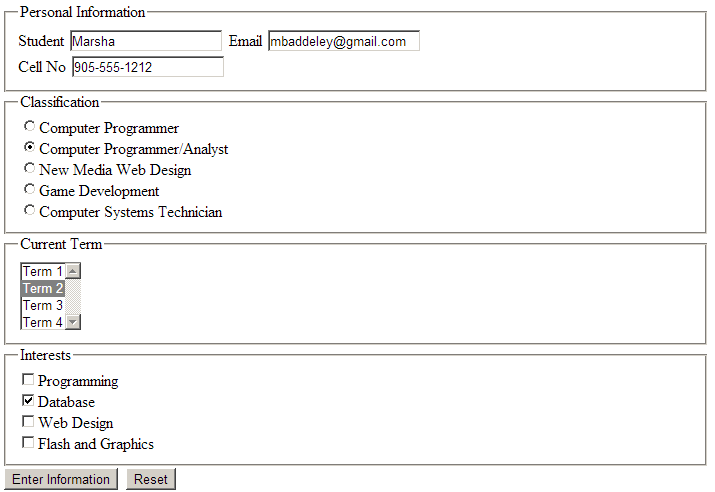 Personal Information
Student Marsha Email mbaddeley@gmail.com
Cell No 905-555-1212
Classification
Computer Programmer
Computer Programmer/Analyst
New Media Web Design
Game Development
Computer Systems Technician
Current Term
Term 1
Term 2
Term 3
Term 4
Interests
Programming
Database
Web Design
Flash and Graphics
Enter Information Reset